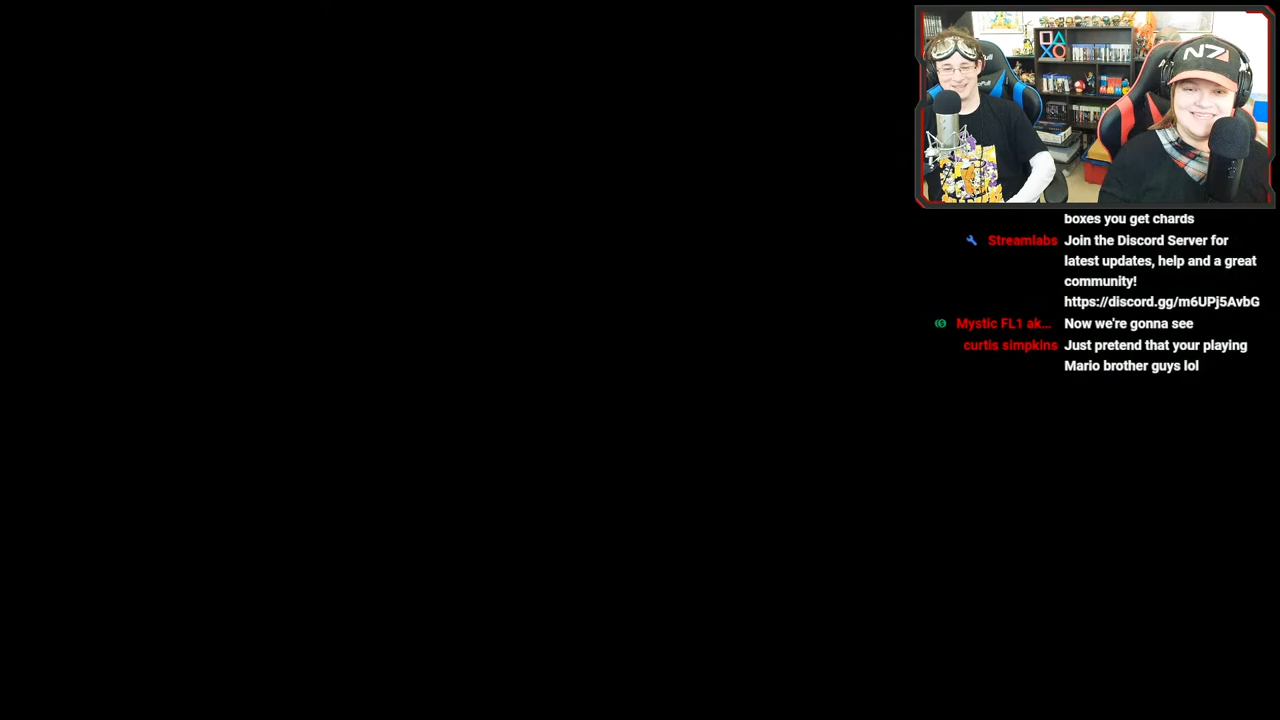 N7
boxes you get chards
Streamlabs Join the Discord Server for
latest updates, help and a great
community!
https://discord.gg/m6UPj5AvbG
Mystic FL1 ak... Now we're gonna see
curtis simpkins Just pretend that your playing
Mario brother guys lol